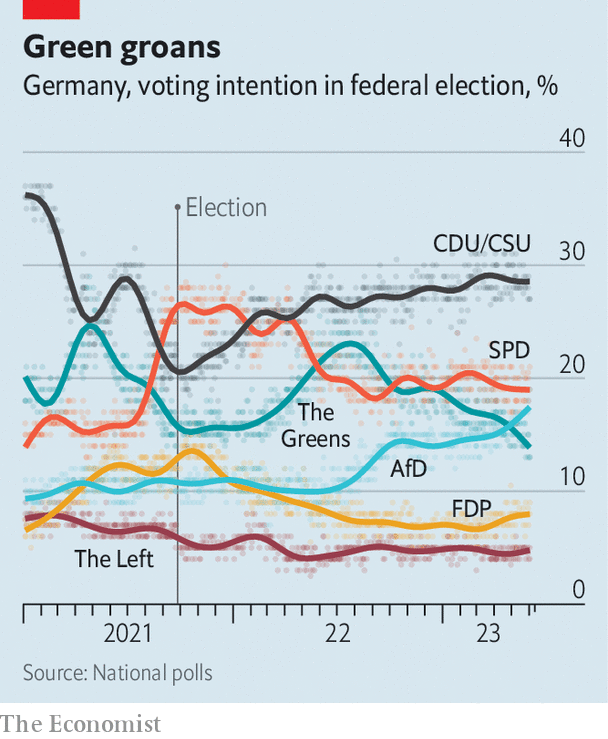 Green groans
Germany, voting intention in federal election, %
40
Election
CDU/CSU
30
SPD
20
The
Greens
AfD
10
FDP
The Left
0
2021
22
23
Source: National polls
The Economist